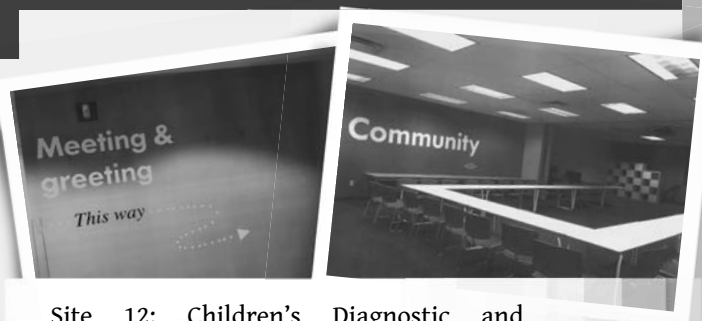 Meeting &
greeting
This way
Community
Site 12: Children's Diagnostic and